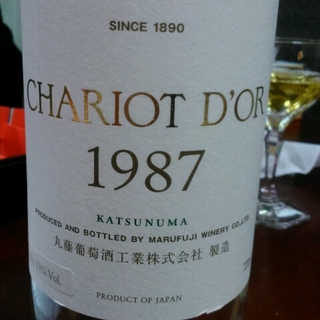 SINCE 1890
CHARIOT D'OR
1987
KATSUNUMA
PRODUCED AND BOTTLED BY MARUFUJI WINERY CO.,LTD.
丸藤葡萄酒工業株式会社 製造
Vol.
PRODUCT OF JAPAN